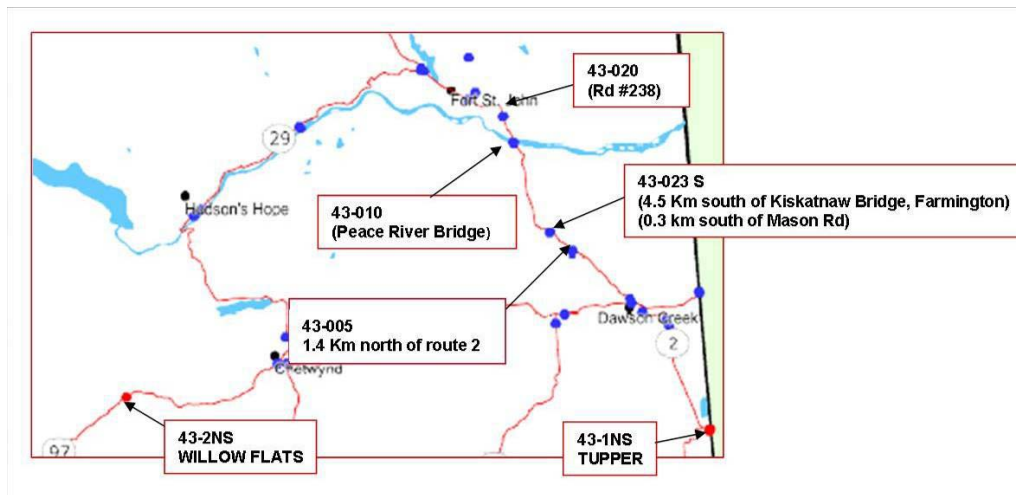 43-020
(Rd #238)
Fort St. John
29
43-023 S
(4.5 Km south of Kiskatnaw Bridge, Farmington)
(0.3 km south of Mason Rd)
Hudson's Hope
43-010
(Peace River Bridge)
43-005
1.4 Km north of route 2
Dawson Creek
2
Chetwynd
43-2NS
WILLOW FLATS
43-1NS
TUPPER
97